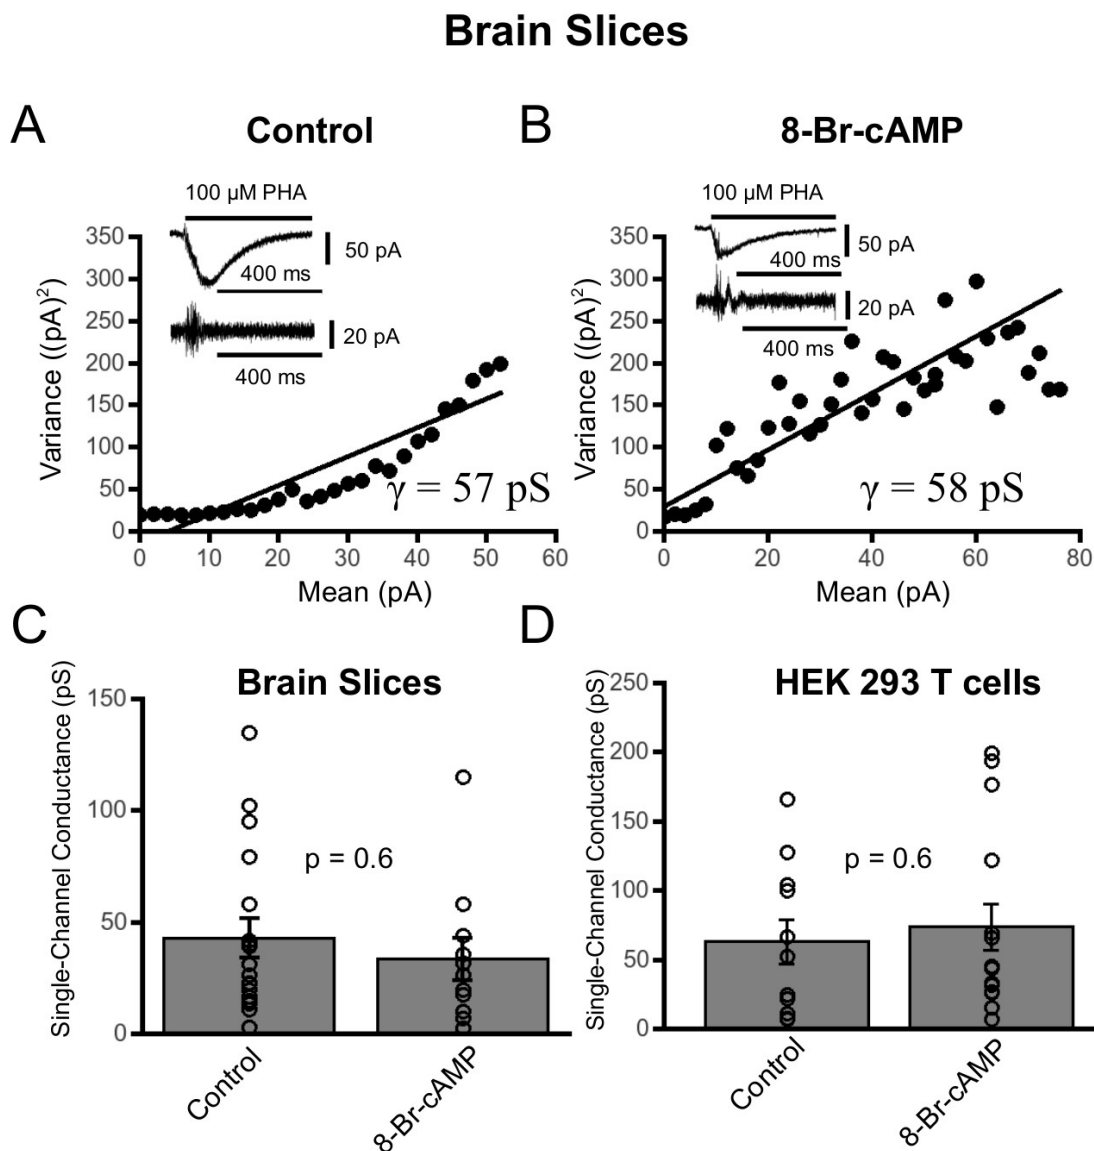 Brain Slices
A
Control
100 µM PHA
50 pA
400 ms
20 pA
400 ms
350
300
250
200
150
100
50
0
Variance ((pA)²)
γ = 57 pS
0 10 20 30 40 50 60
Mean (pA)
B
8-Br-cAMP
100 µM PHA
50 pA
400 ms
20 pA
400 ms
350
300
250
200
150
100
50
0
Variance ((pA)²)
γ = 58 pS
0 20 40 60 80
Mean (pA)
C
Brain Slices
Single-Channel Conductance (pS)
150
100
50
0
p = 0.6
Control
8-Br-cAMP
D
HEK 293 T cells
Single-Channel Conductance (pS)
250
200
150
100
50
0
p = 0.6
Control
8-Br-cAMP